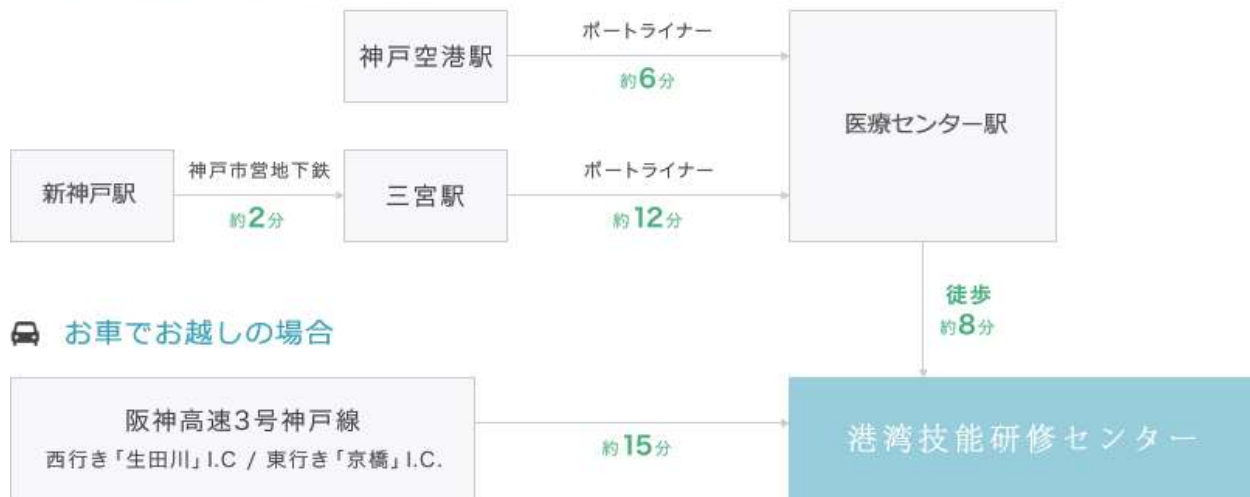 神戸空港駅
ポートライナー
約6分
医療センター駅
新神戸駅
神戸市営地下鉄
約2分
三宮駅
ポートライナー
約12分
徒歩
約8分
お車でお越しの場合
阪神高速3号神戸線
西行き「生田川」I.C / 東行き「京橋」I.C.
約15分
港湾技能研修センター